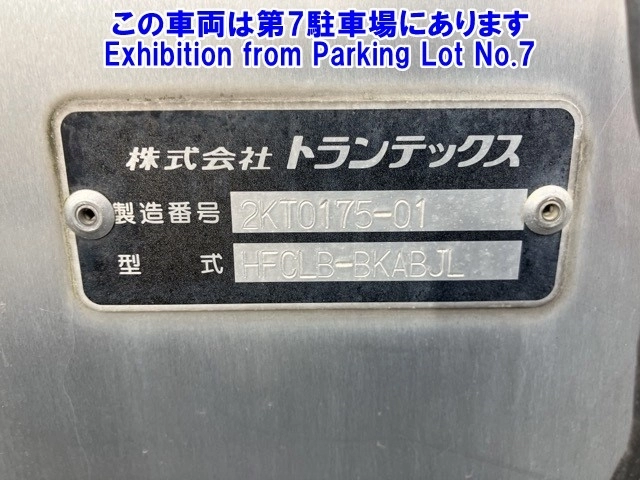 この車両は第7駐車場にあります
Exhibition from Parking Lot No.7
株式会社 トランテックス
製造番号 2KT0175-01
型式 HFCLB-BKABJL